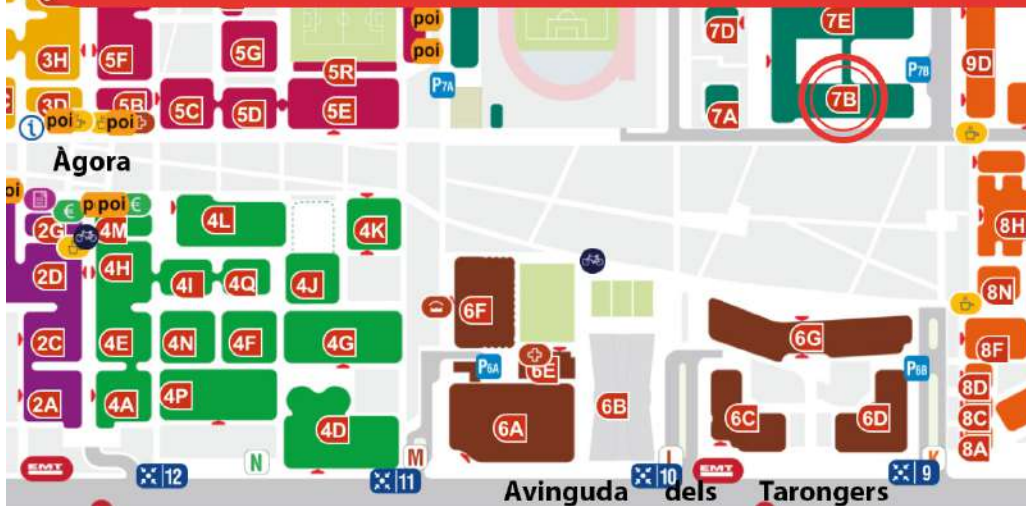 poi
7D
7E
3H
5F
5G
poi
5R
P7A
P7B
9D
3D
5B
5C
5D
5E
7A
7B
i
poi
poi
Àgora
poi
€
p
poi
€
2G
4M
4L
4K
8H
2D
4H
4I
4Q
4J
8N
6F
2C
4E
4N
4F
4G
6G
8F
P6A
6E
P6B
2A
4A
4P
6B
6C
6D
8D
8C
8A
4D
6A
EMT
12
N
11
M
10
EMT
9
K
Avinguda dels Tarongers